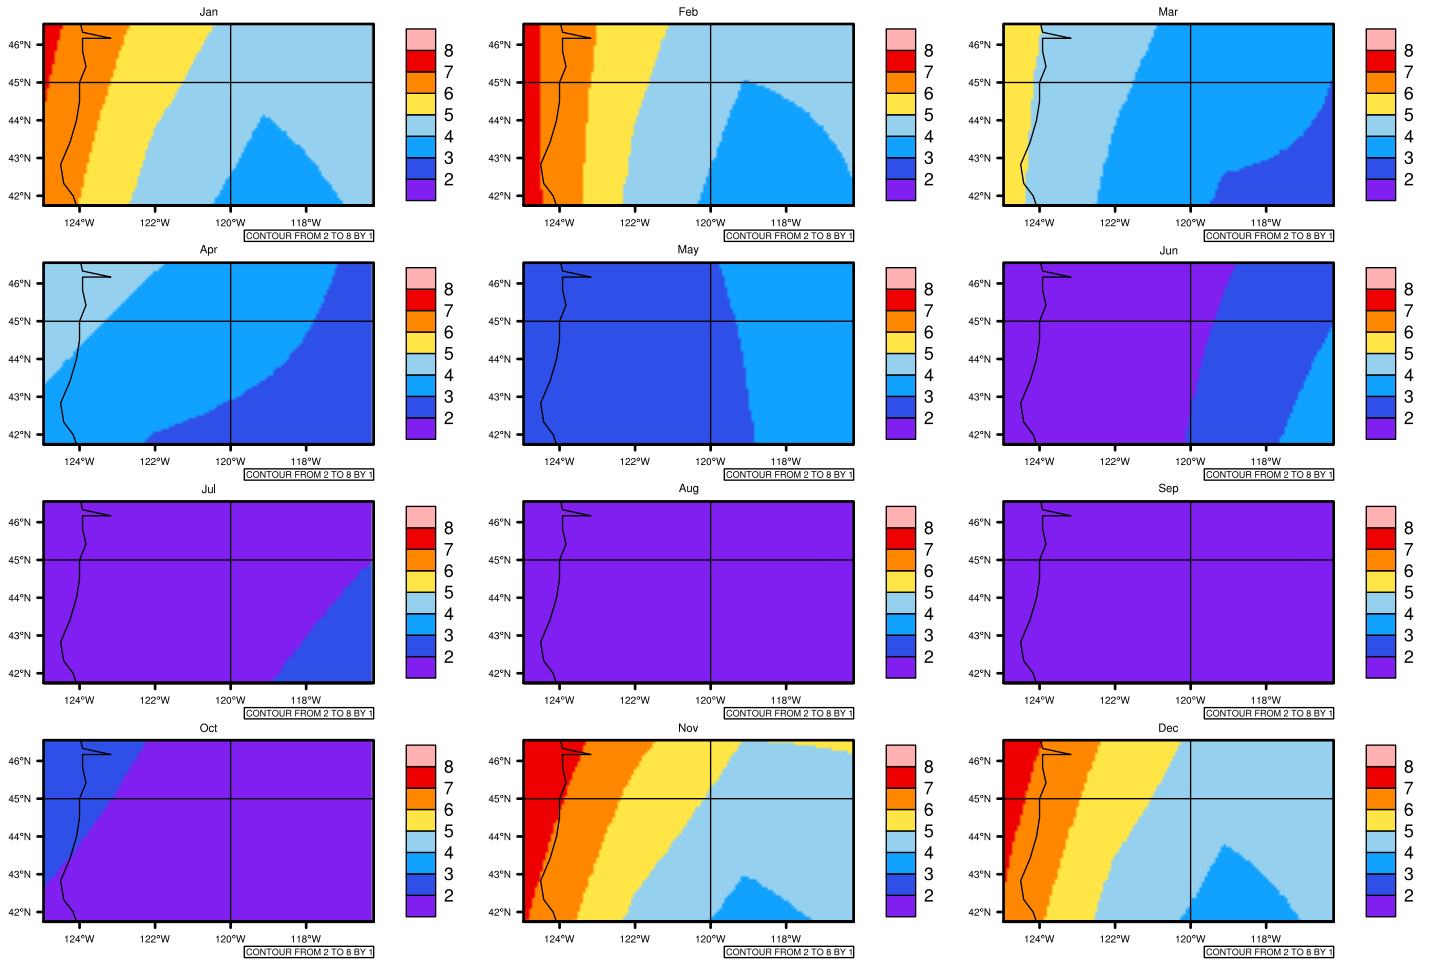 Jan Feb Mar
46°N 8 46°N 8 46°N 8
45°N 7 45°N 7 45°N 7
6 6 6
44°N 5 44°N 5 44°N 5
4 4 4
43°N 3 43°N 3 43°N 3
42°N 2 42°N 2 42°N 2
124°W 122°W 120°W 118°W 124°W 122°W 120°W 118°W 124°W 122°W 120°W 118°W
CONTOUR FROM 2 TO 8 BY 1 CONTOUR FROM 2 TO 8 BY 1 CONTOUR FROM 2 TO 8 BY 1
Apr May Jun
46°N 8 46°N 8 46°N 8
45°N 7 45°N 7 45°N 7
6 6 6
44°N 5 44°N 5 44°N 5
4 4 4
43°N 3 43°N 3 43°N 3
42°N 2 42°N 2 42°N 2
124°W 122°W 120°W 118°W 124°W 122°W 120°W 118°W 124°W 122°W 120°W 118°W
CONTOUR FROM 2 TO 8 BY 1 CONTOUR FROM 2 TO 8 BY 1 CONTOUR FROM 2 TO 8 BY 1
Jul Aug Sep
46°N 8 46°N 8 46°N 8
45°N 7 45°N 7 45°N 7
6 6 6
44°N 5 44°N 5 44°N 5
4 4 4
43°N 3 43°N 3 43°N 3
42°N 2 42°N 2 42°N 2
124°W 122°W 120°W 118°W 124°W 122°W 120°W 118°W 124°W 122°W 120°W 118°W
CONTOUR FROM 2 TO 8 BY 1 CONTOUR FROM 2 TO 8 BY 1 CONTOUR FROM 2 TO 8 BY 1
Oct Nov Dec
46°N 8 46°N 8 46°N 8
45°N 7 45°N 7 45°N 7
6 6 6
44°N 5 44°N 5 44°N 5
4 4 4
43°N 3 43°N 3 43°N 3
42°N 2 42°N 2 42°N 2
124°W 122°W 120°W 118°W 124°W 122°W 120°W 118°W 124°W 122°W 120°W 118°W
CONTOUR FROM 2 TO 8 BY 1 CONTOUR FROM 2 TO 8 BY 1 CONTOUR FROM 2 TO 8 BY 1